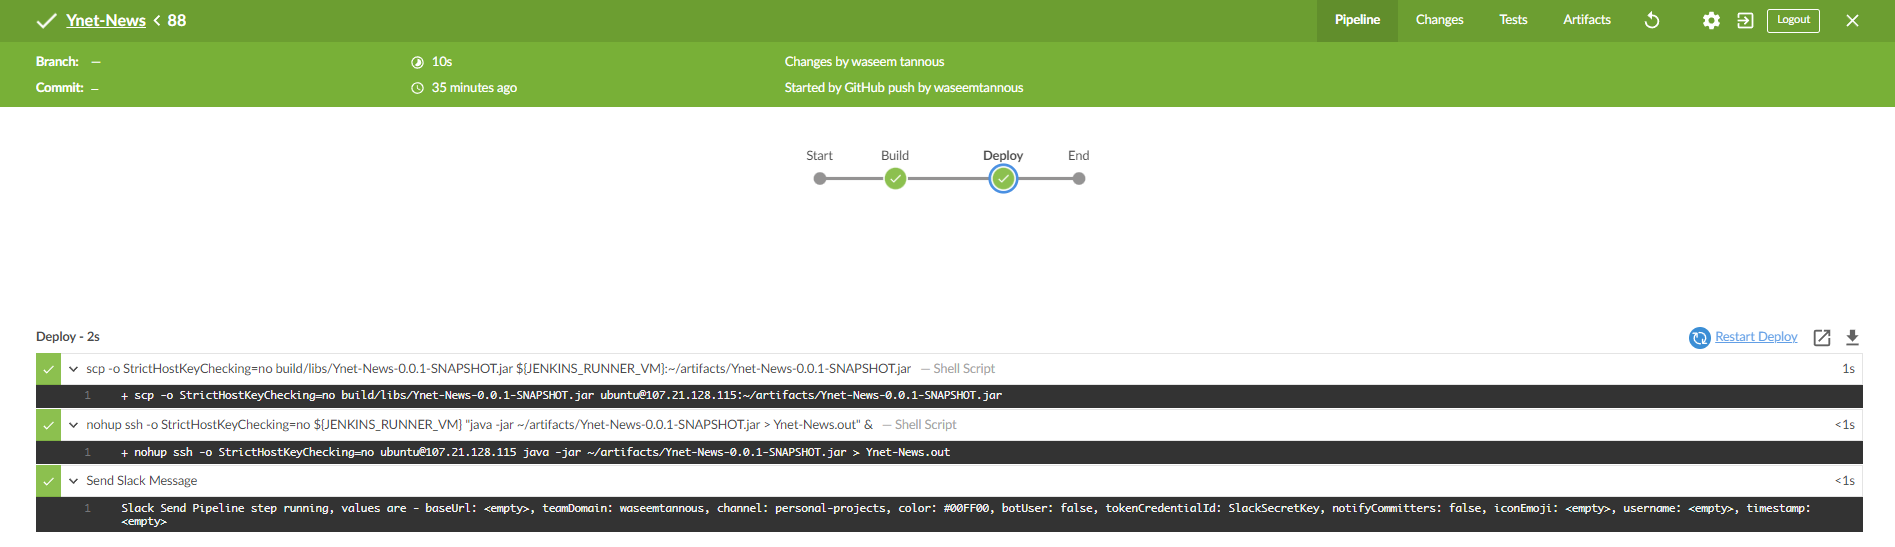 Ynet-News < 88
Pipeline Changes Tests Artifacts Logout
Branch: — 10s Changes by waseem tannous
Commit: — 35 minutes ago Started by GitHub push by waseemtannous
Start Build Deploy End
Deploy - 2s Restart Deploy
scp -o StrictHostKeyChecking=no build/libs/Ynet-News-0.0.1-SNAPSHOT.jar ${JENKINS_RUNNER_VM}:~/artifacts/Ynet-News-0.0.1-SNAPSHOT.jar — Shell Script 1s
1 + scp -o StrictHostKeyChecking=no build/libs/Ynet-News-0.0.1-SNAPSHOT.jar ubuntu@107.21.128.115:~/artifacts/Ynet-News-0.0.1-SNAPSHOT.jar
nohup ssh -o StrictHostKeyChecking=no ${JENKINS_RUNNER_VM} "java -jar ~/artifacts/Ynet-News-0.0.1-SNAPSHOT.jar > Ynet-News.out" & — Shell Script <1s
1 + nohup ssh -o StrictHostKeyChecking=no ubuntu@107.21.128.115 java -jar ~/artifacts/Ynet-News-0.0.1-SNAPSHOT.jar > Ynet-News.out
Send Slack Message <1s
1 Slack Send Pipeline step running, values are - baseUrl: <empty>, teamDomain: waseemtannous, channel: personal-projects, color: #00FF00, botUser: false, tokenCredentialId: SlackSecretKey, notifyCommitters: false, iconEmoji: <empty>, username: <empty>, timestamp:
<empty>